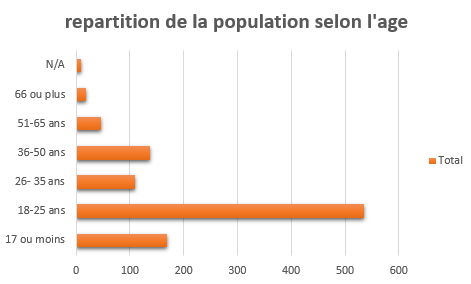 repartition de la population selon l'age
N/A
66 ou plus
51-65 ans
36-50 ans
26- 35 ans
18-25 ans
17 ou moins
Total
0 100 200 300 400 500 600